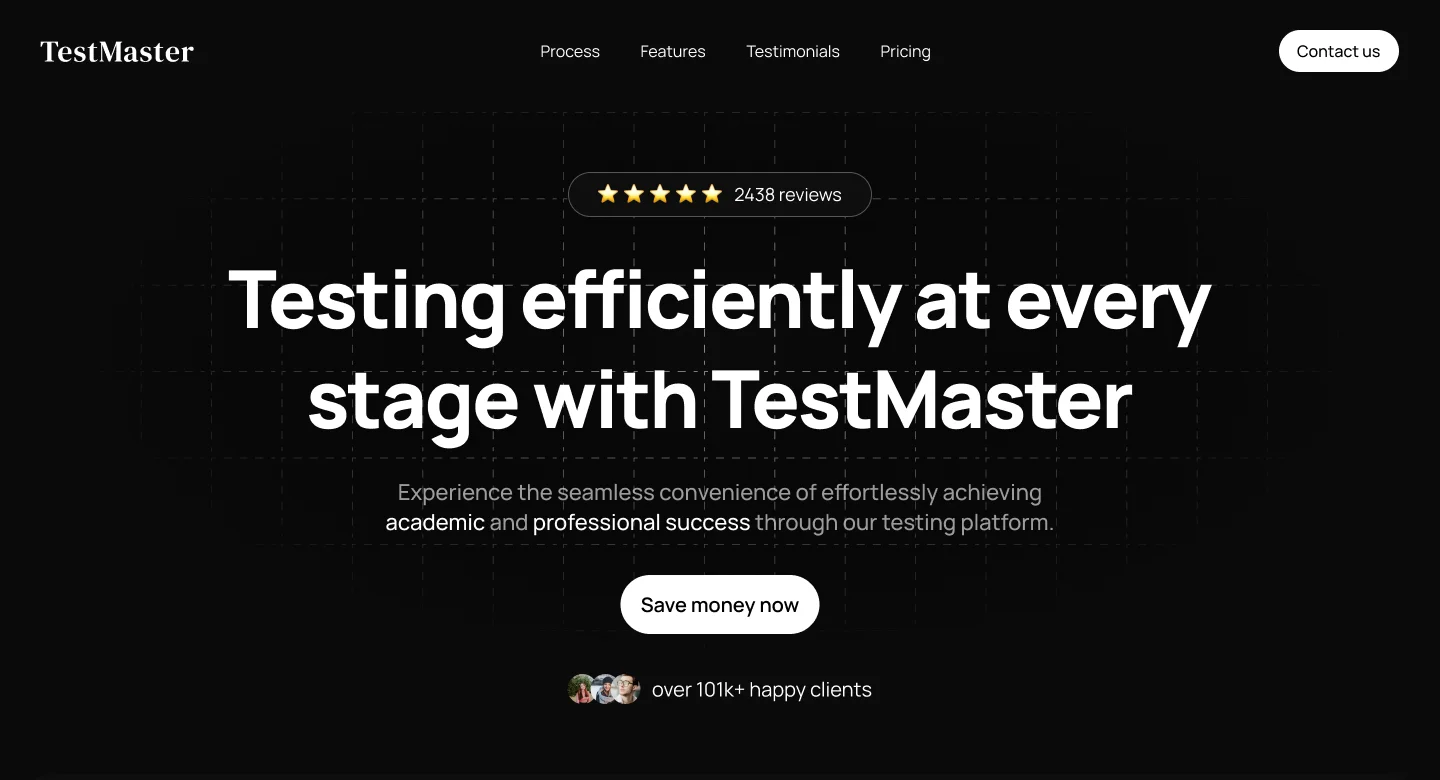 TestMaster
Process
Features
Testimonials
Pricing
Contact us
2438 reviews
Testing efficiently at every
stage with TestMaster
Experience the seamless convenience of effortlessly achieving
academic and professional success through our testing platform.
Save money now
over 101k+ happy clients